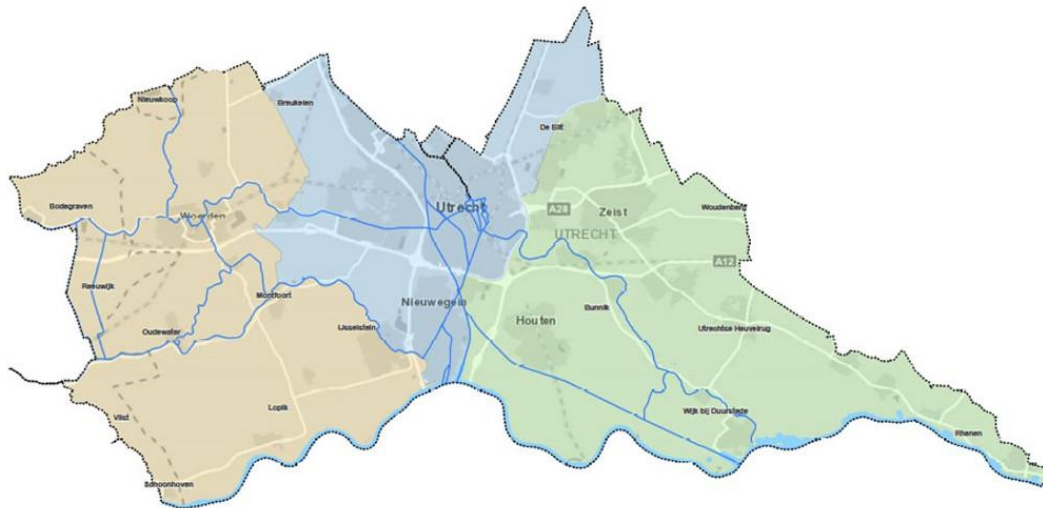 Nieuwkoop
Breukelen
De Bilt
Bodegraven
Woerden
Utrecht
A28
Zeist
Woudenberg
UTRECHT
A12
Reeuwijk
Montfoort
Nieuwegein
Bunnik
Oudewater
IJsselstein
Houten
Utrechtse Heuvelrug
Vlist
Lopik
Wijk bij Duurstede
Rhenen
Schoonhoven